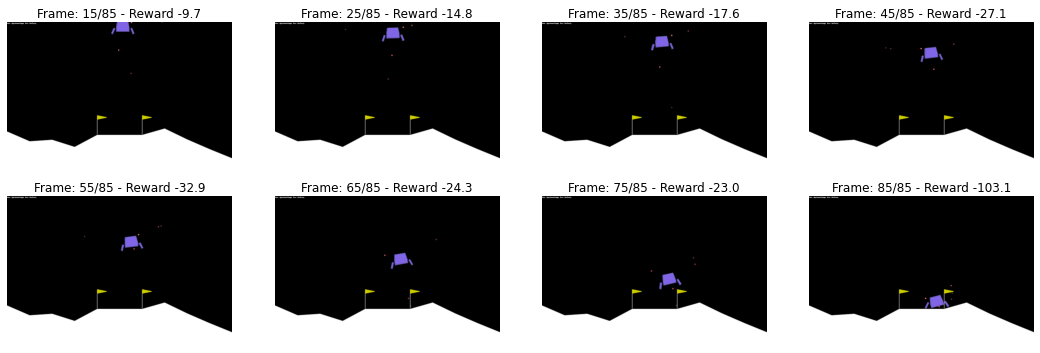 Frame: 15/85 - Reward -9.7
Frame: 25/85 - Reward -14.8
Frame: 35/85 - Reward -17.6
Frame: 45/85 - Reward -27.1
Frame: 55/85 - Reward -32.9
Frame: 65/85 - Reward -24.3
Frame: 75/85 - Reward -23.0
Frame: 85/85 - Reward -103.1